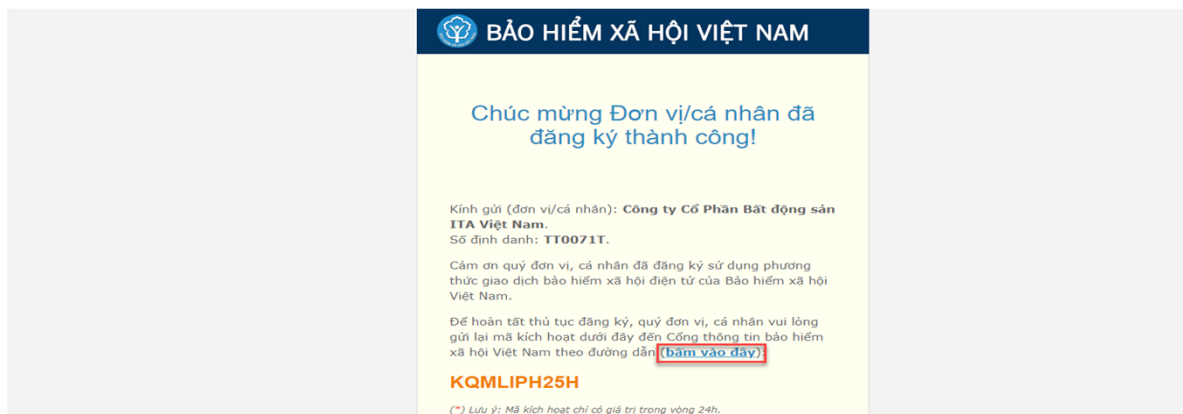 BẢO HIỂM XÃ HỘI VIỆT NAM
Chúc mừng Đơn vị/cá nhân đã
đăng ký thành công!
Kính gửi (đơn vị/cá nhân): Công ty Cổ Phần Bất động sản
ITA Việt Nam.
Số định danh: TT0071T.
Cảm ơn quý đơn vị, cá nhân đã đăng ký sử dụng phương
thức giao dịch bảo hiểm xã hội điện tử của Bảo hiểm xã hội
Việt Nam.
Để hoàn tất thủ tục đăng ký, quý đơn vị, cá nhân vui lòng
gửi lại mã kích hoạt dưới đây đến Cổng thông tin bảo hiểm
xã hội Việt Nam theo đường dẫn (bấm vào đây):
KQMLIPH25H
(*) Lưu ý: Mã kích hoạt chỉ có giá trị trong vòng 24h.